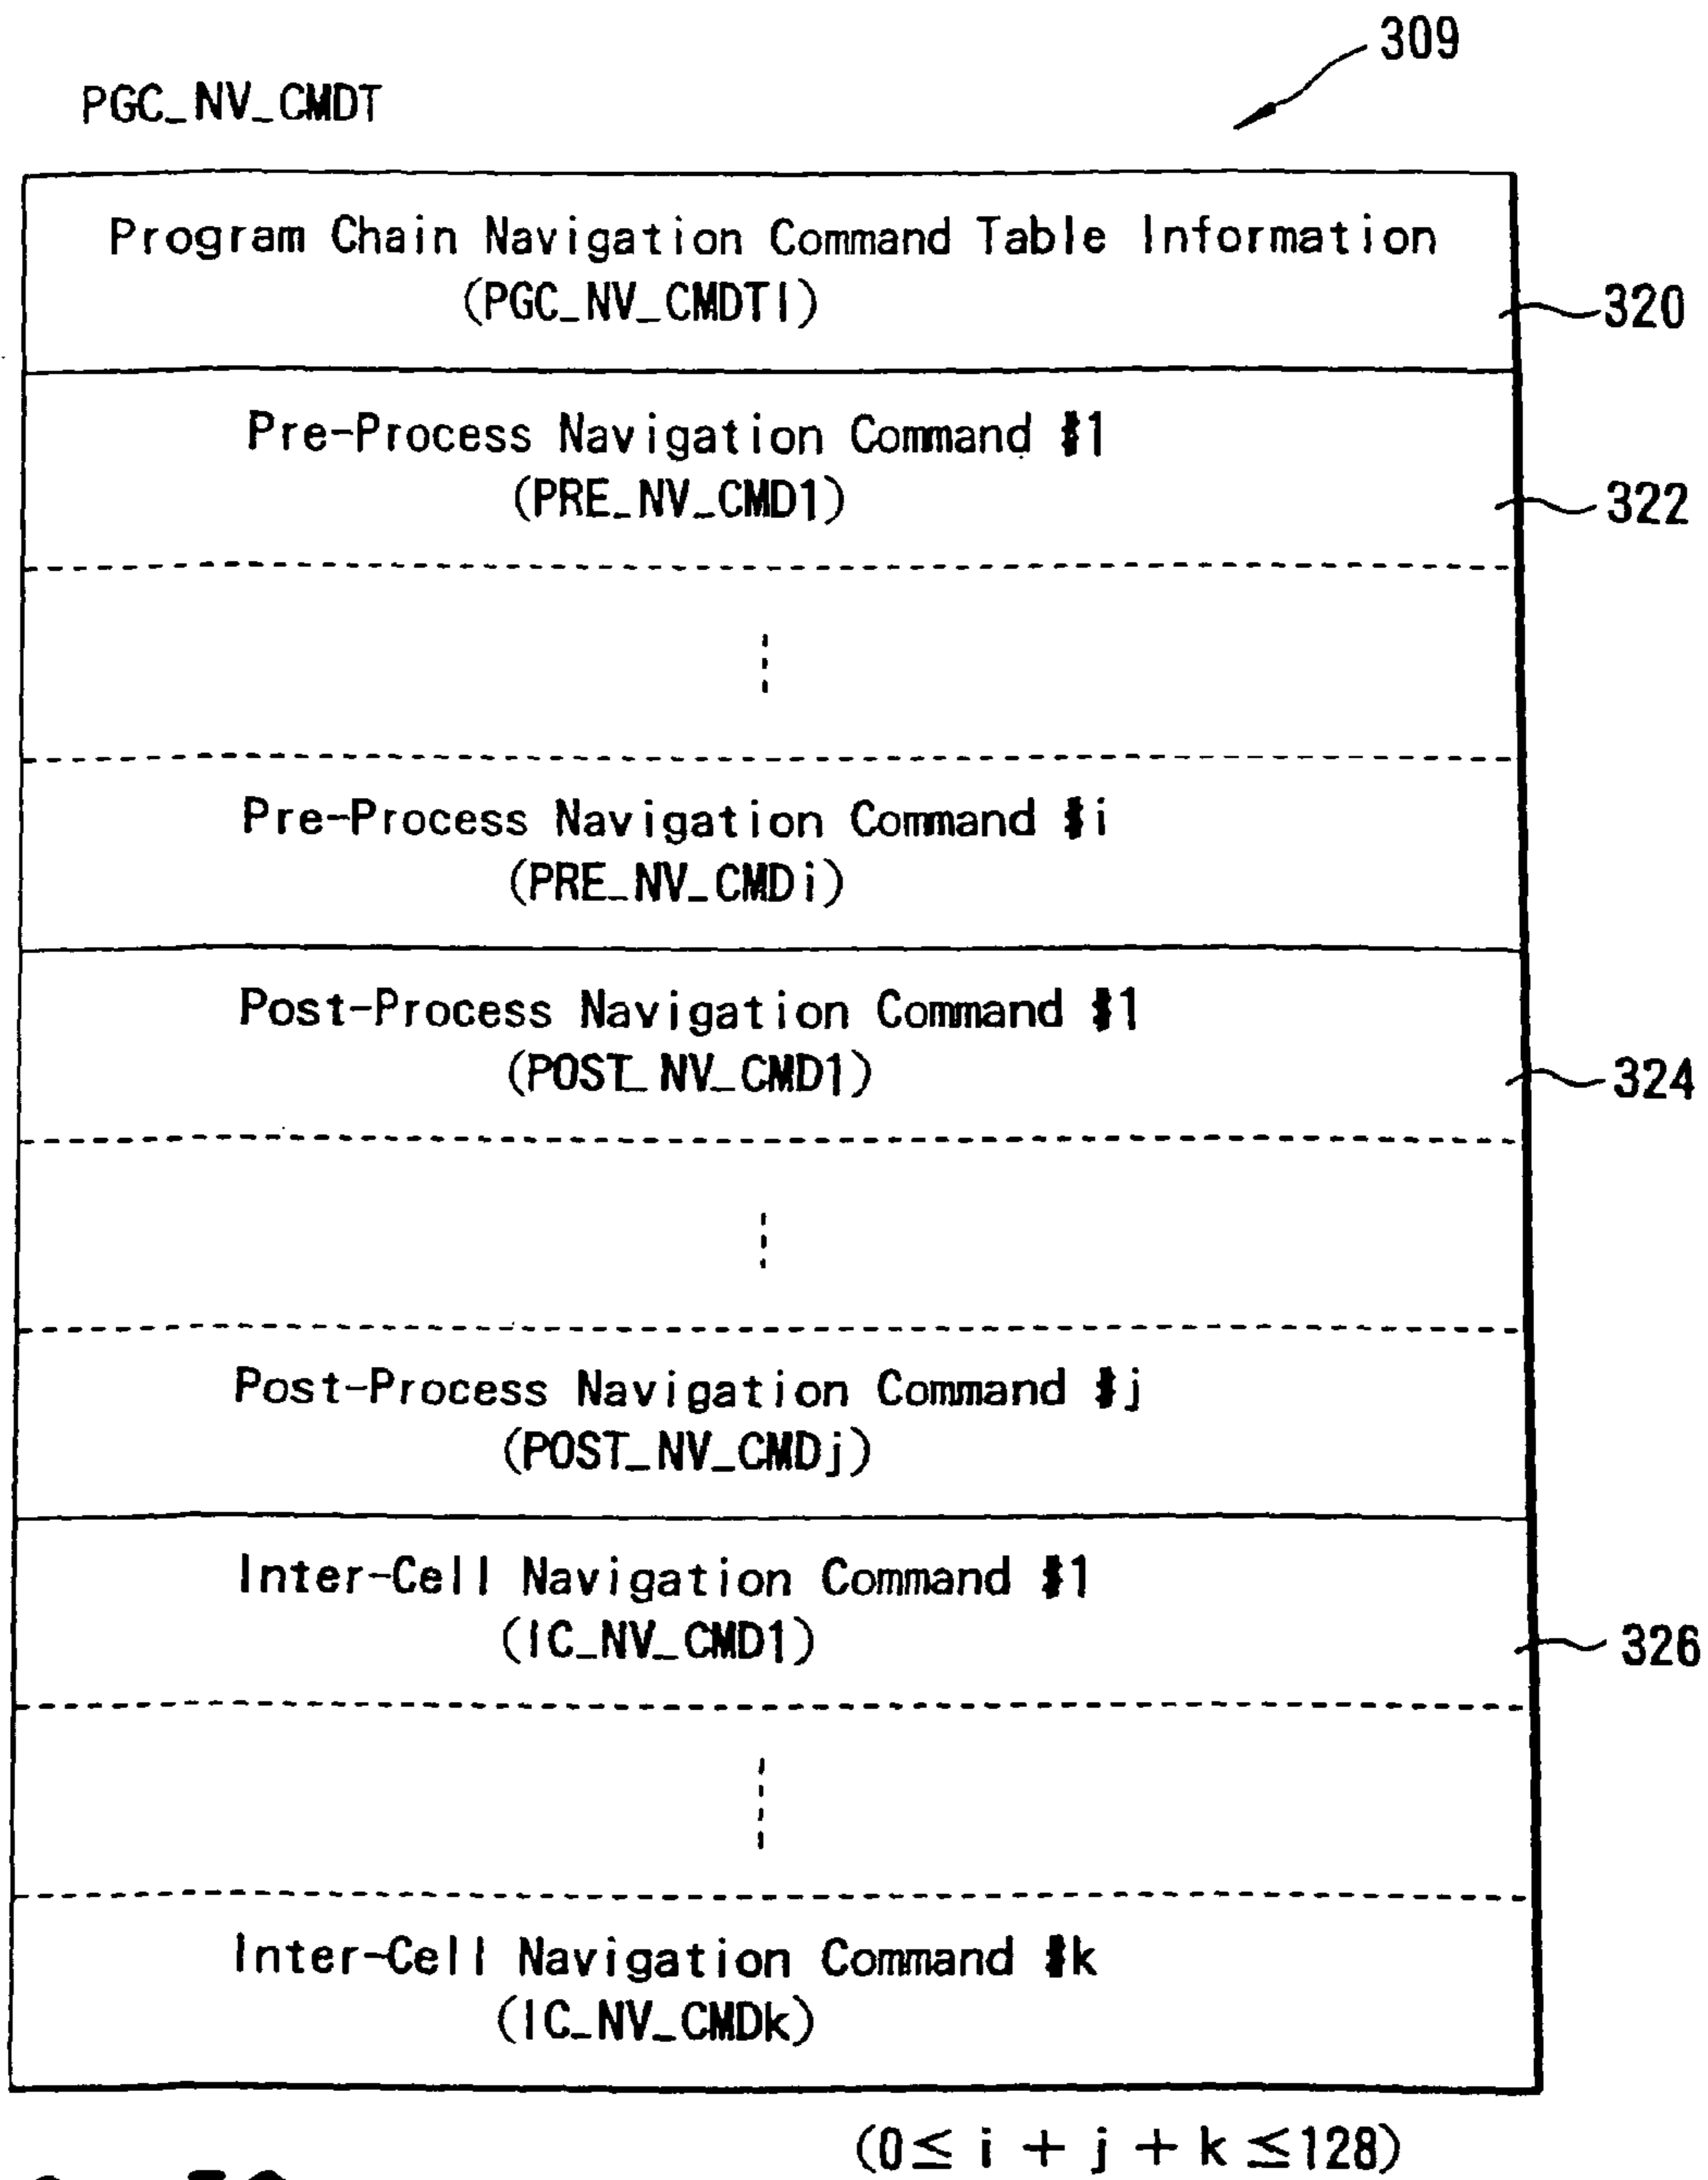 309
PGC_NV_CMDT
Program Chain Navigation Command Table Information
(PGC_NV_CMDTI)
320
Pre-Process Navigation Command #1
(PRE_NV_CMD1)
322
Pre-Process Navigation Command #i
(PRE_NV_CMDi)
Post-Process Navigation Command #1
(POST_NV_CMD1)
324
Post-Process Navigation Command #j
(POST_NV_CMDj)
Inter-Cell Navigation Command #1
(IC_NV_CMD1)
326
Inter-Cell Navigation Command #k
(IC_NV_CMDk)
(0≤ i + j + k ≤128)